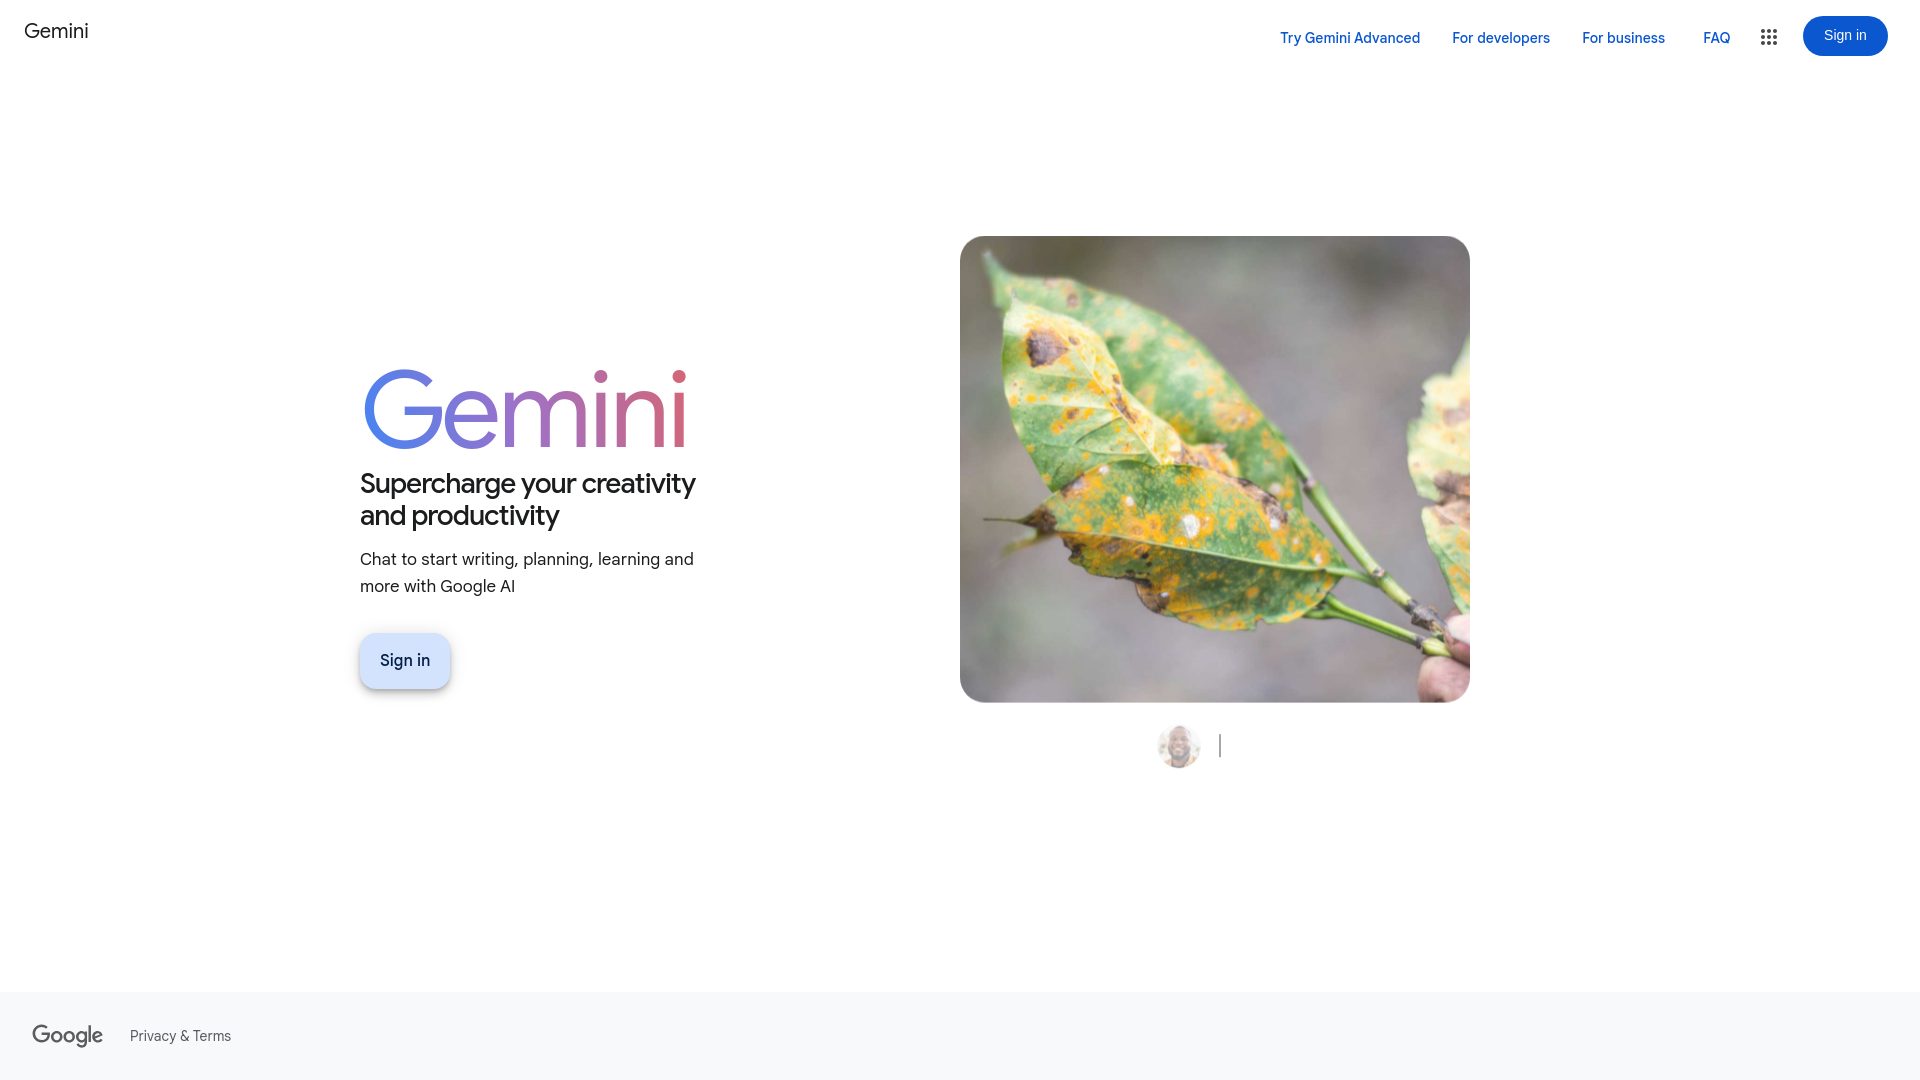 Gemini
Try Gemini Advanced
For developers
For business
FAQ
Sign in
Gemini
Supercharge your creativity
and productivity
Chat to start writing, planning, learning and
more with Google AI
Sign in
Google
Privacy & Terms